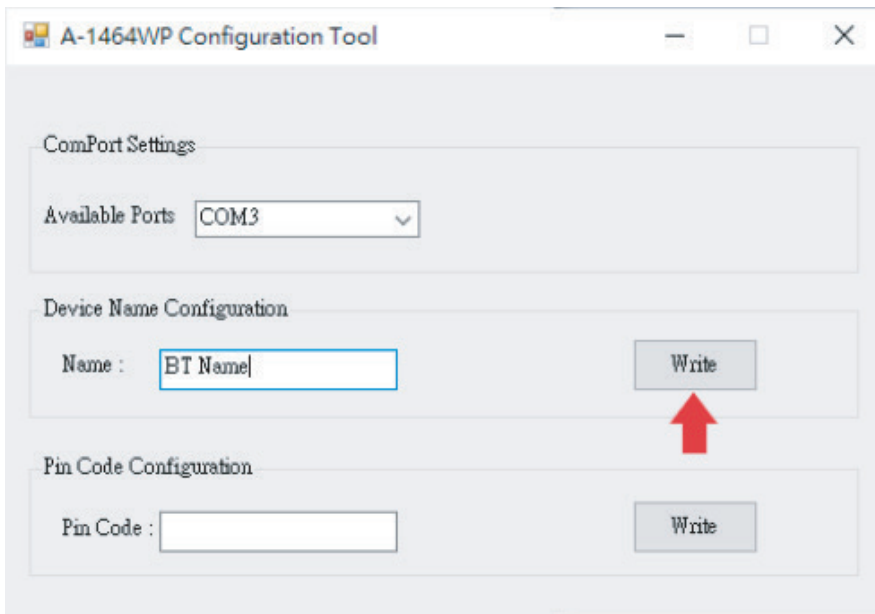 A-1464WP Configuration Tool
ComPort Settings
Available Ports COM3
Device Name Configuration
Name : BT Name Write
Pin Code Configuration
Pin Code : Write